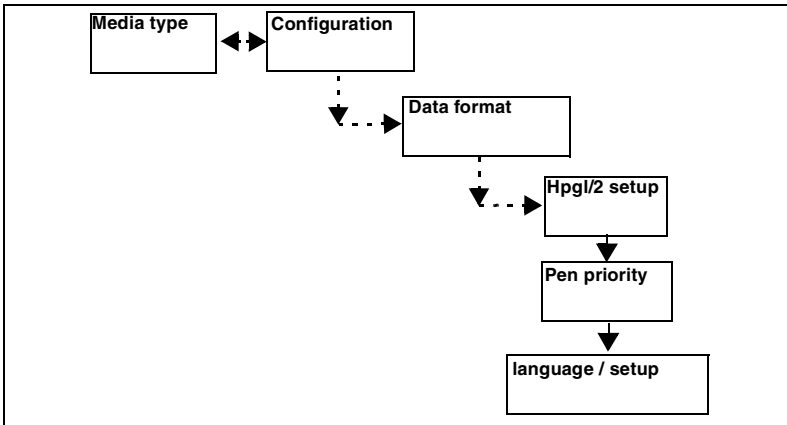 Media type
Configuration
Data format
Hpgl/2 setup
Pen priority
language / setup